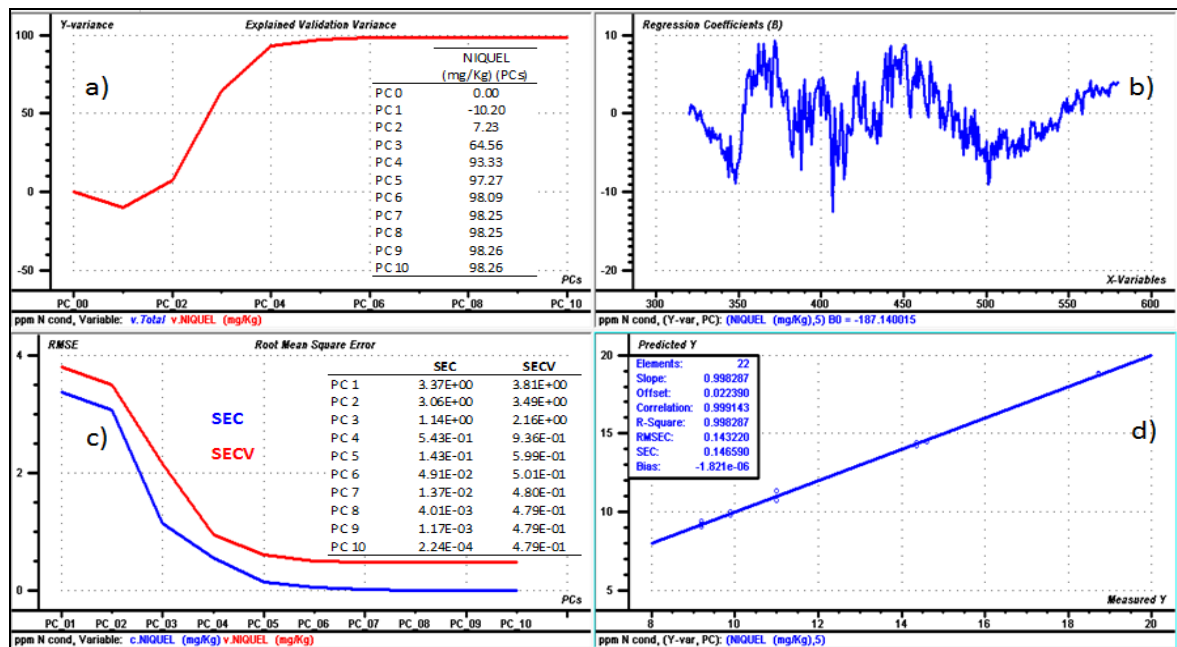 Y-variance Explained Validation Variance
100
50
0
-50
a)
NIQUEL
(mg/Kg) (PCs)
PC 0 0.00
PC 1 -10.20
PC 2 7.23
PC 3 64.56
PC 4 93.33
PC 5 97.27
PC 6 98.09
PC 7 98.25
PC 8 98.25
PC 9 98.26
PC 10 98.26
PCs
PC_00 PC_02 PC_04 PC_06 PC_08 PC_10
ppm N cond, Variable: v.Total v.NIQUEL (mg/Kg)
Regression Coefficients (B)
10
0
-10
-20
b)
X-Variables
300 350 400 450 500 550 600
ppm N cond, (Y-var, PC): (NIQUEL (mg/Kg),5) B0 = -187.140015
RMSE Root Mean Square Error
4
2
0
c)
SEC
SECV
SEC SECV
PC 1 3.37E+00 3.81E+00
PC 2 3.06E+00 3.49E+00
PC 3 1.14E+00 2.16E+00
PC 4 5.43E-01 9.36E-01
PC 5 1.43E-01 5.99E-01
PC 6 4.91E-02 5.01E-01
PC 7 1.37E-02 4.80E-01
PC 8 4.01E-03 4.79E-01
PC 9 1.17E-03 4.79E-01
PC 10 2.24E-04 4.79E-01
PCs
PC_01 PC_02 PC_03 PC_04 PC_05 PC_06 PC_07 PC_08 PC_09 PC_10
ppm N cond, Variable: c.NIQUEL (mg/Kg) v.NIQUEL (mg/Kg)
Predicted Y
20
15
10
5
Elements: 22
Slope: 0.998287
Offset: 0.022390
Correlation: 0.999143
R-Square: 0.998287
RMSEC: 0.143220
SEC: 0.146590
Bias: -1.821e-06
d)
Measured Y
8 10 12 14 16 18 20
ppm N cond, (Y-var, PC): (NIQUEL (mg/Kg),5)